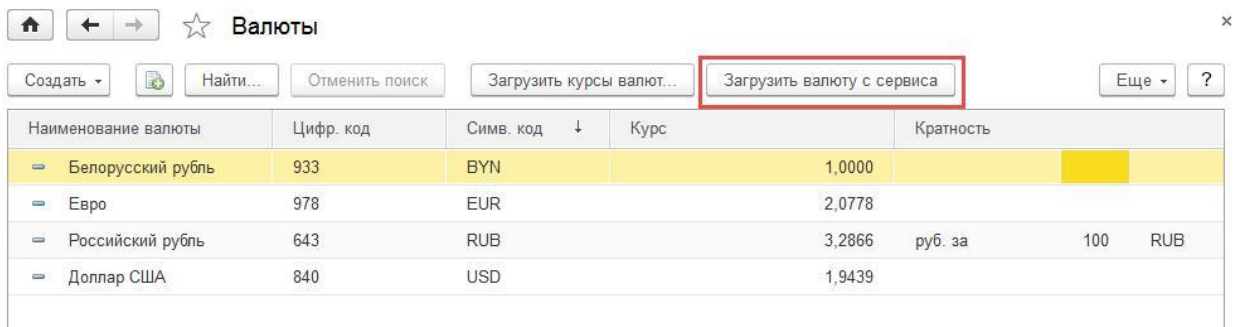 Валюты
Создать Найти... Отменить поиск Загрузить курсы валют... Загрузить валюту с сервиса Еще ?
Наименование валюты Цифр. код Симв. код ↓ Курс Кратность
Белорусский рубль 933 BYN 1,0000
Евро 978 EUR 2,0778
Российский рубль 643 RUB 3,2866 руб. за 100 RUB
Доллар США 840 USD 1,9439